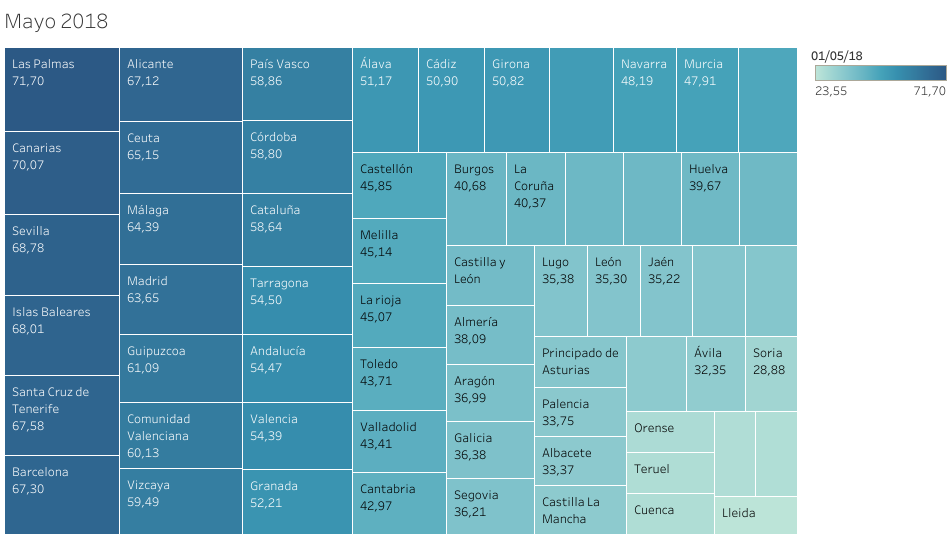 Mayo 2018
Las Palmas
71,70
Canarias
70,07
Sevilla
68,78
Islas Baleares
68,01
Santa Cruz de
Tenerife
67,58
Barcelona
67,30
Alicante
67,12
Ceuta
65,15
Málaga
64,39
Madrid
63,65
Guipuzcoa
61,09
Comunidad
Valenciana
60,13
Vizcaya
59,49
País Vasco
58,86
Córdoba
58,80
Cataluña
58,64
Tarragona
54,50
Andalucía
54,47
Valencia
54,39
Granada
52,21
Álava
51,17
Cádiz
50,90
Girona
50,82
Navarra
48,19
Murcia
47,91
Castellón
45,85
Melilla
45,14
La rioja
45,07
Toledo
43,71
Valladolid
43,41
Cantabria
42,97
Burgos
40,68
La
Coruña
40,37
Huelva
39,67
Castilla y
León
Almería
38,09
Aragón
36,99
Galicia
36,38
Segovia
36,21
Lugo
35,38
León
35,30
Jaén
35,22
Principado de
Asturias
Palencia
33,75
Albacete
33,37
Castilla La
Mancha
Ávila
32,35
Soria
28,88
Orense
Teruel
Cuenca
Lleida
01/05/18
23,55
71,70